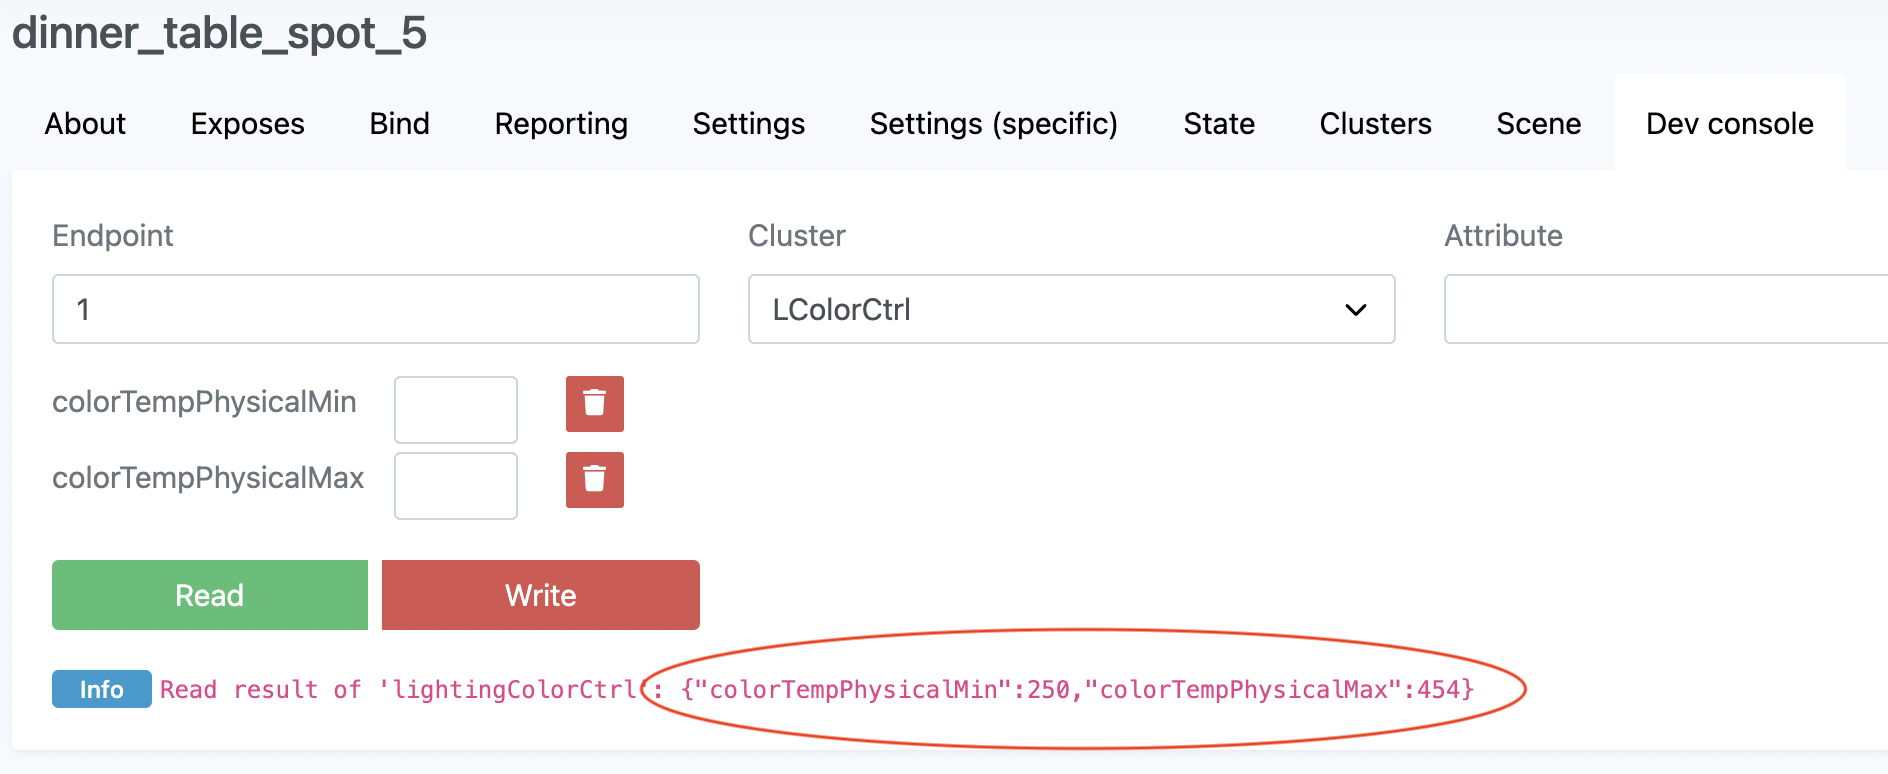 dinner_table_spot_5
About Exposes Bind Reporting Settings Settings (specific) State Clusters Scene Dev console
Endpoint Cluster Attribute
1 LColorCtrl
colorTempPhysicalMin
colorTempPhysicalMax
Read Write
Info Read result of 'lightingColorCtrl': {"colorTempPhysicalMin":250,"colorTempPhysicalMax":454}